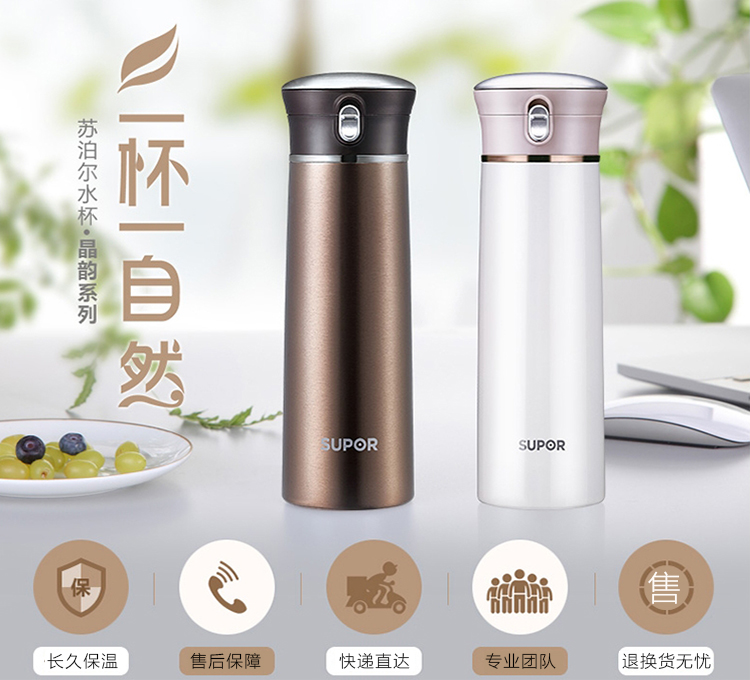 一杯一自然
苏泊尔水杯·晶韵系列
SUPOR
SUPOR
保
售
长久保温
售后保障
快递直达
专业团队
退换货无忧